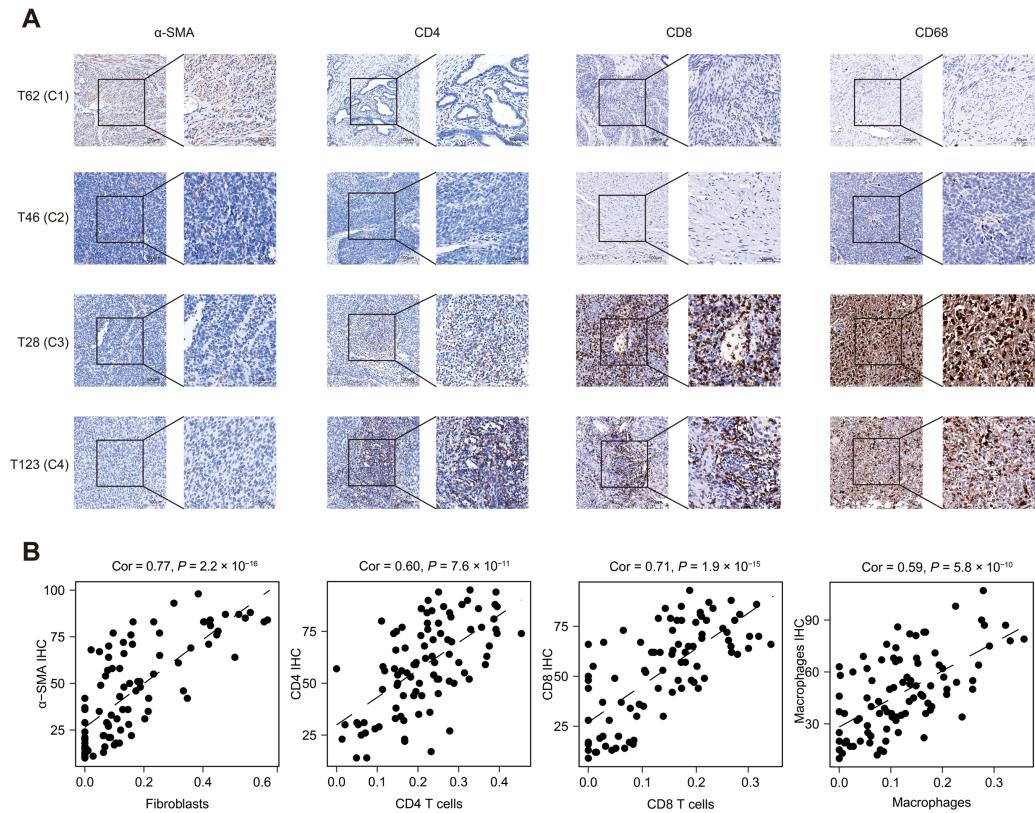 A
α-SMA CD4 CD8 CD68
T62 (C1)
T46 (C2)
T28 (C3)
T123 (C4)
B
Cor = 0.77, P = 2.2 × 10⁻¹⁶
α−SMA IHC
100
75
50
25
0.0 0.2 0.4 0.6
Fibroblasts
Cor = 0.60, P = 7.6 × 10⁻¹¹
CD4 IHC
75
50
25
0.0 0.1 0.2 0.3 0.4
CD4 T cells
Cor = 0.71, P = 1.9 × 10⁻¹⁵
CD8 IHC
75
50
25
0.0 0.1 0.2 0.3
CD8 T cells
Cor = 0.59, P = 5.8 × 10⁻¹⁰
Macrophages IHC
90
60
30
0.0 0.1 0.2 0.3
Macrophages